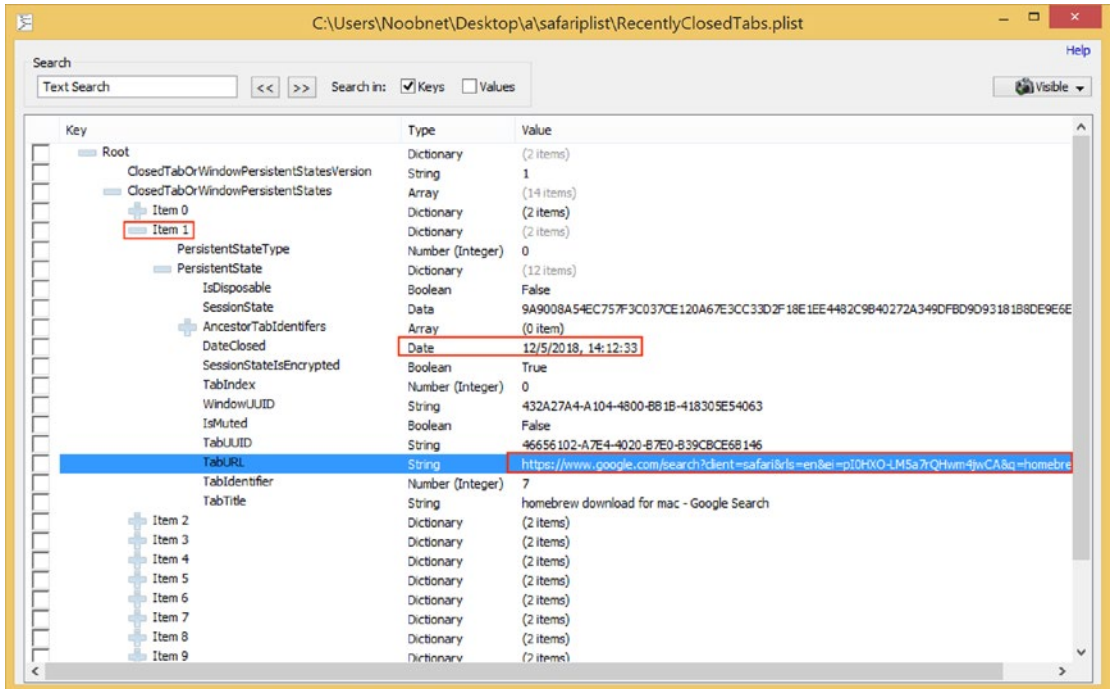 C:\Users\Noobnet\Desktop\a\safariplist\RecentlyClosedTabs.plist
Help
Search
Text Search << >> Search in: Keys Values Visible
Key Type Value
Root Dictionary (2 items)
ClosedTabOrWindowPersistentStatesVersion String 1
ClosedTabOrWindowPersistentStates Array (14 items)
Item 0 Dictionary (2 items)
Item 1 Dictionary (2 items)
PersistentStateType Number (Integer) 0
PersistentState Dictionary (12 items)
IsDisposable Boolean False
SessionState Data 9A9008A54EC757F3C037CE120A67E3CC33D2F18E1EE4482C9B40272A349DFBD9D93181B8DE9E6E
AncestorTabIdentifers Array (0 item)
DateClosed Date 12/5/2018, 14:12:33
SessionStateIsEncrypted Boolean True
TabIndex Number (Integer) 0
WindowUUID String 432A27A4-A104-4800-BB1B-418305E54063
IsMuted Boolean False
TabUUID String 46656102-A7E4-4020-B7E0-B39CBCE6B146
TabURL String https://www.google.com/search?client=safari&rls=en&ei=pI0HXO-LMSa7rQHwm4jwCA&q=homebre
TabIdentifier Number (Integer) 7
TabTitle String homebrew download for mac - Google Search
Item 2 Dictionary (2 items)
Item 3 Dictionary (2 items)
Item 4 Dictionary (2 items)
Item 5 Dictionary (2 items)
Item 6 Dictionary (2 items)
Item 7 Dictionary (2 items)
Item 8 Dictionary (2 items)
Item 9 Dictionary (2 items)